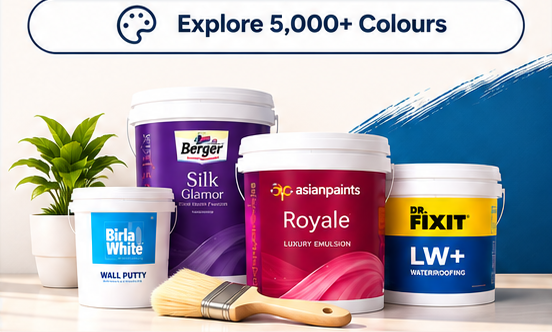 Explore 5,000+ Colours
Berger
Silk
Glamor
asianpaints
Royale
LUXURY EMULSION
Birla
White
WALL PUTTY
DR.
FIXIT
LW+
WATERPROOFING